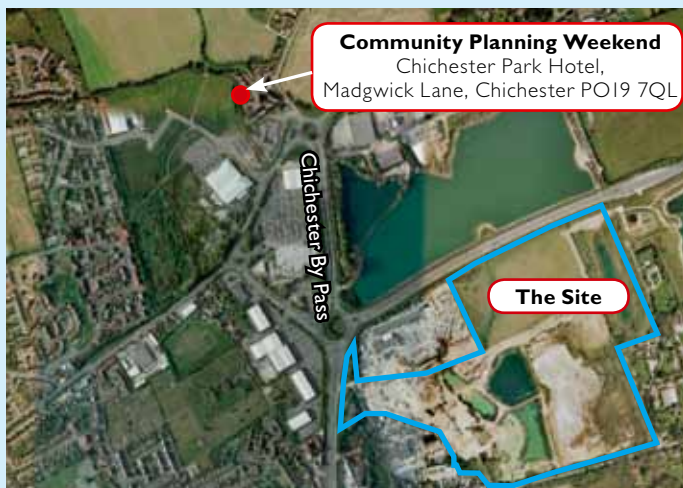 Community Planning Weekend
Chichester Park Hotel,
Madgwick Lane, Chichester PO19 7QL
Chichester By Pass
The Site